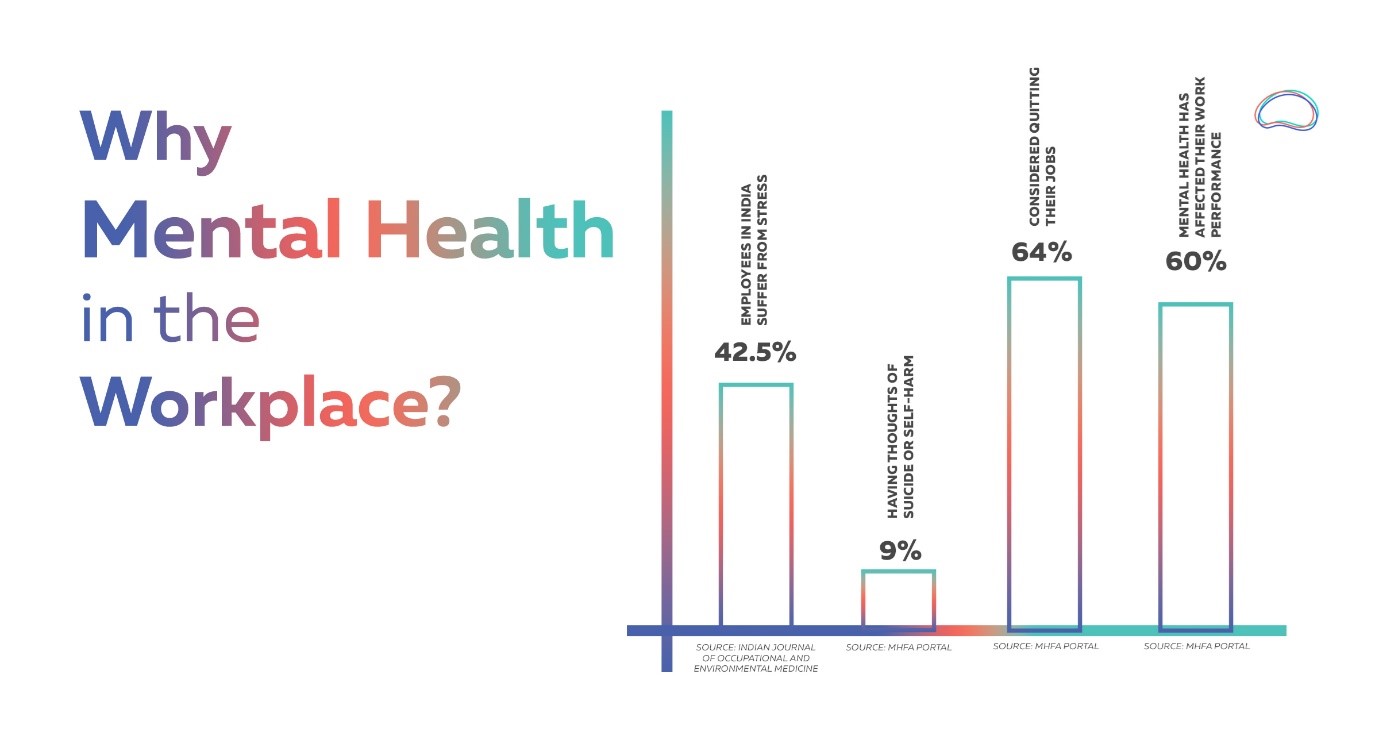 Why
Mental Health
in the
Workplace?
EMPLOYEES IN INDIA
SUFFER FROM STRESS
42.5%
HAVING THOUGHTS OF
SUICIDE OR SELF-HARM
9%
CONSIDERED QUITTING
THEIR JOBS
64%
MENTAL HEALTH HAS
AFFECTED THEIR WORK
PERFORMANCE
60%
SOURCE: INDIAN JOURNAL
OF OCCUPATIONAL AND
ENVIRONMENTAL MEDICINE
SOURCE: MHFA PORTAL
SOURCE: MHFA PORTAL
SOURCE: MHFA PORTAL